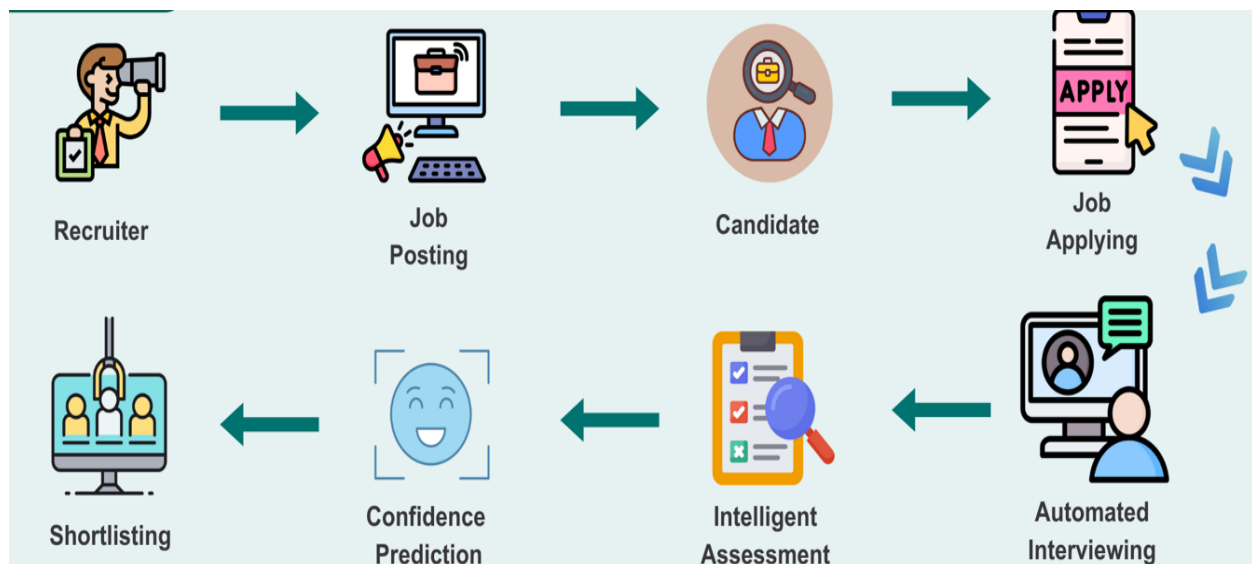 Recruiter
Job
Posting
Candidate
APPLY
Job
Applying
Automated
Interviewing
Intelligent
Assessment
Confidence
Prediction
Shortlisting